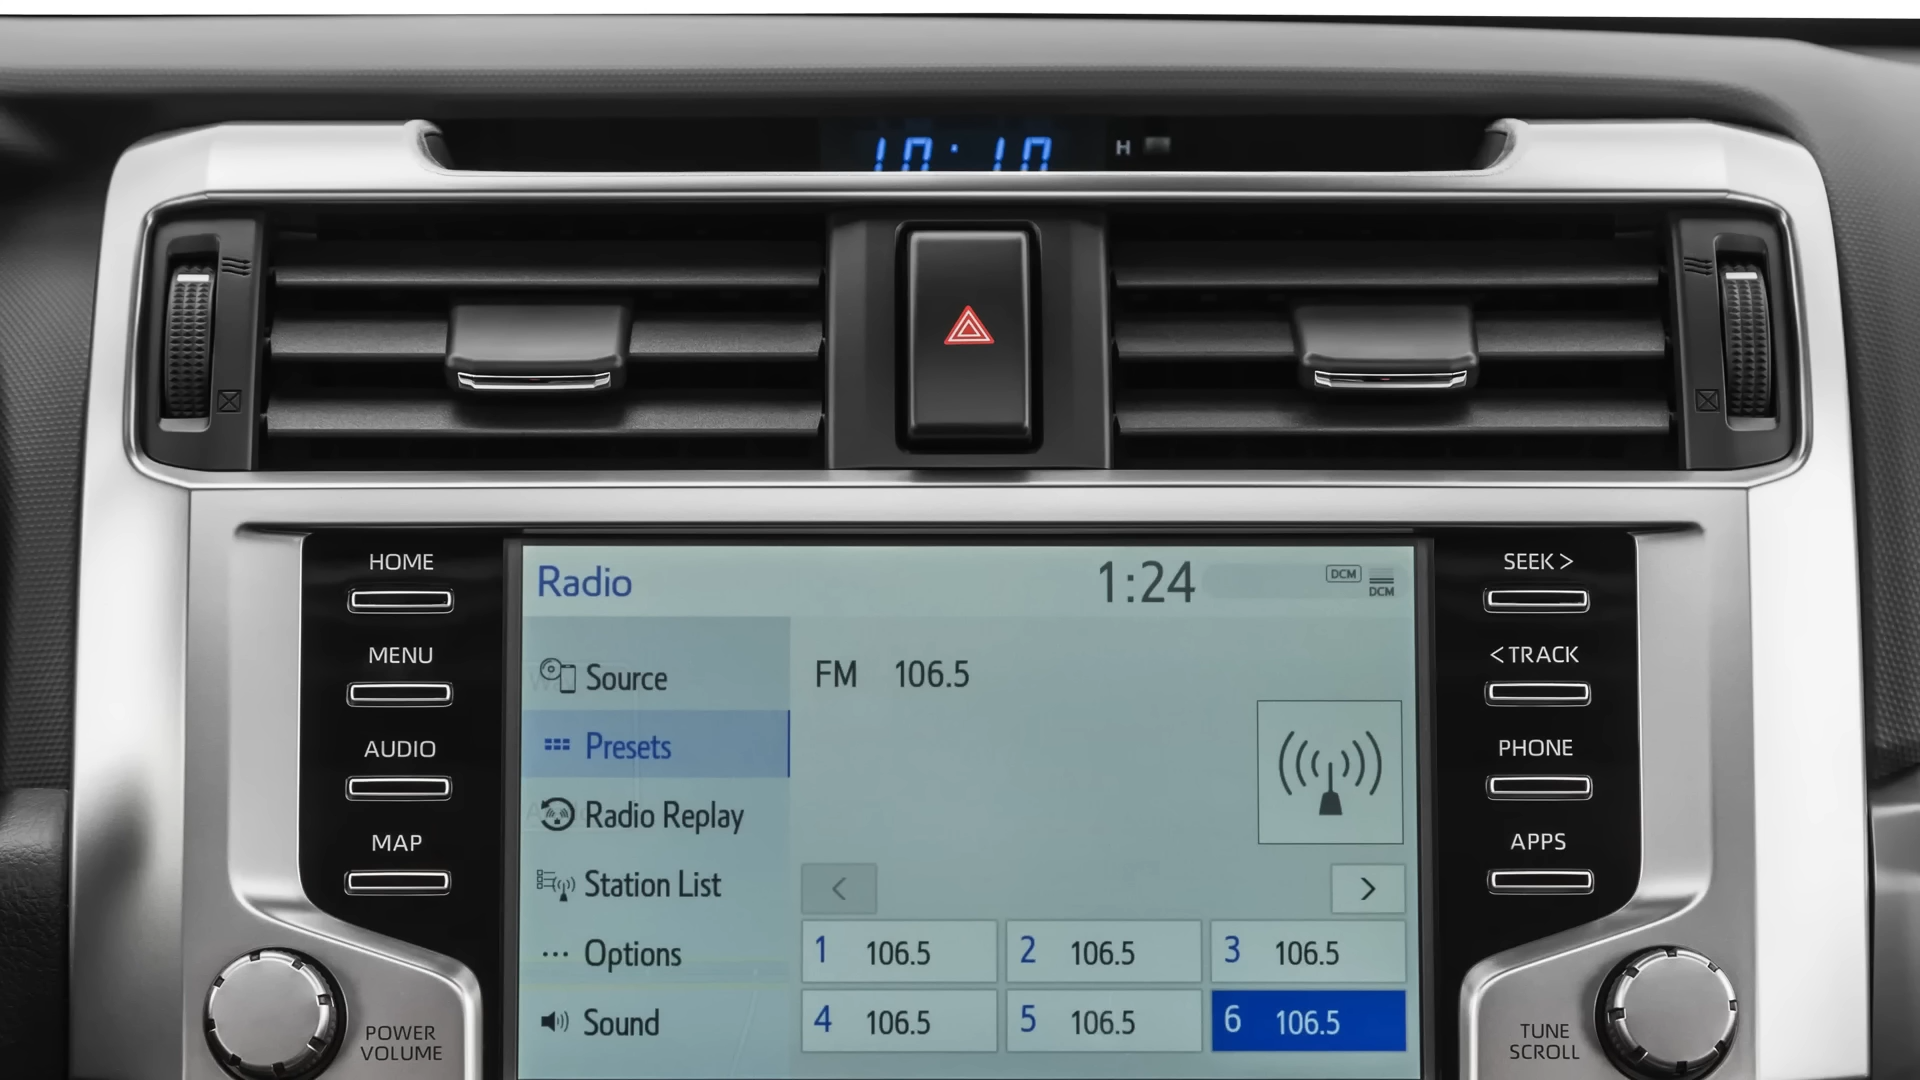 10:10 H
HOME
MENU
AUDIO
MAP
POWER
VOLUME
Radio
1:24
DCM
DCM
Source
Presets
Radio Replay
Station List
Options
Sound
FM 106.5
<
>
1 106.5
2 106.5
3 106.5
4 106.5
5 106.5
6 106.5
SEEK >
< TRACK
PHONE
APPS
TUNE
SCROLL